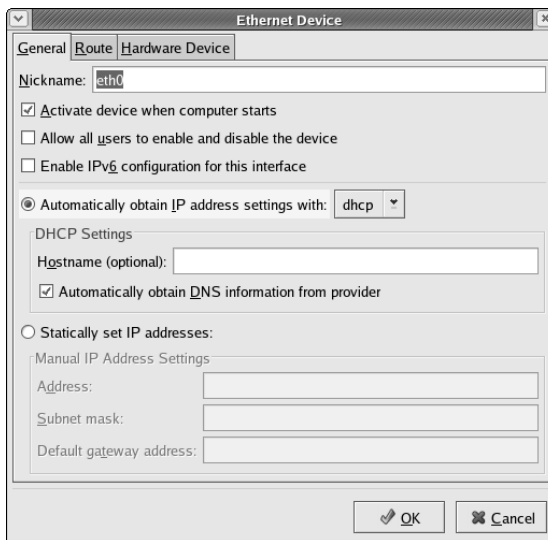 Ethernet Device
General Route Hardware Device
Nickname: eth0
Activate device when computer starts
Allow all users to enable and disable the device
Enable IPv6 configuration for this interface
Automatically obtain IP address settings with: dhcp
DHCP Settings
Hostname (optional):
Automatically obtain DNS information from provider
Statically set IP addresses:
Manual IP Address Settings
Address:
Subnet mask:
Default gateway address:
OK Cancel